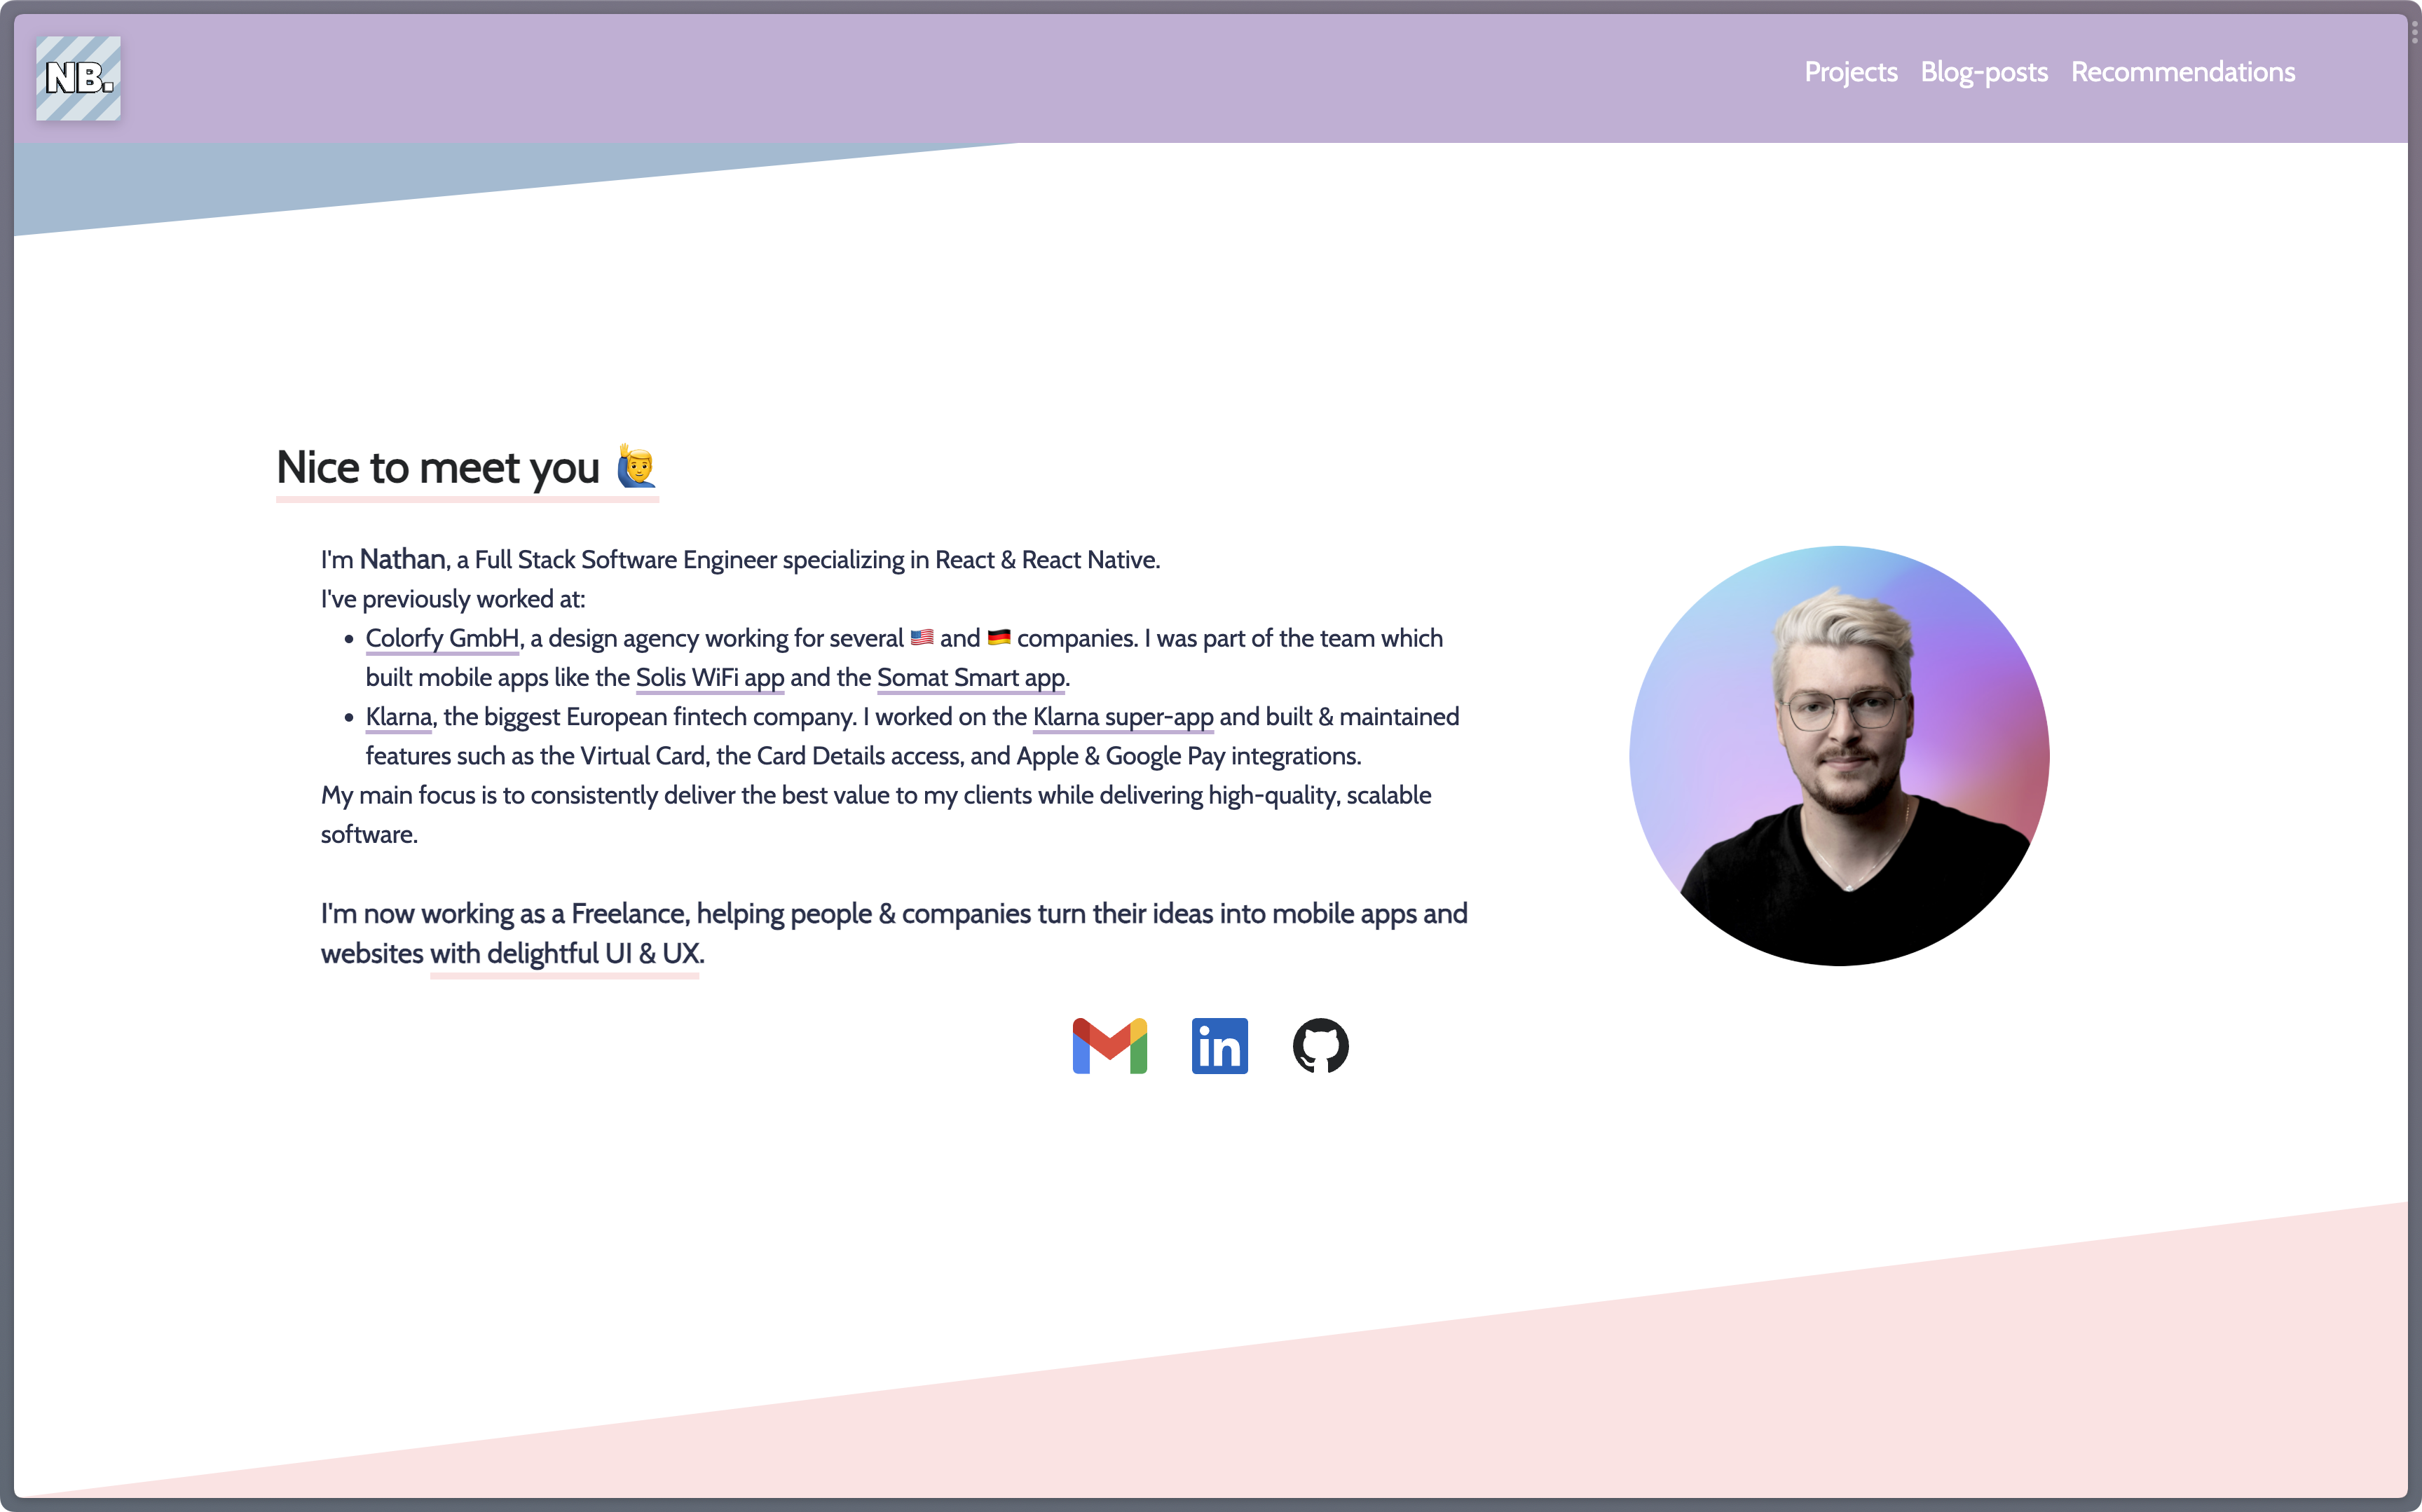 NB.
Projects Blog-posts Recommendations
Nice to meet you 🙋‍♂️
I'm Nathan, a Full Stack Software Engineer specializing in React & React Native.
I've previously worked at:
• Colorfy GmbH, a design agency working for several 🇺🇸 and 🇩🇪 companies. I was part of the team which
built mobile apps like the Solis WiFi app and the Somat Smart app.
• Klarna, the biggest European fintech company. I worked on the Klarna super-app and built & maintained
features such as the Virtual Card, the Card Details access, and Apple & Google Pay integrations.
My main focus is to consistently deliver the best value to my clients while delivering high-quality, scalable
software.
I'm now working as a Freelance, helping people & companies turn their ideas into mobile apps and
websites with delightful UI & UX.
in